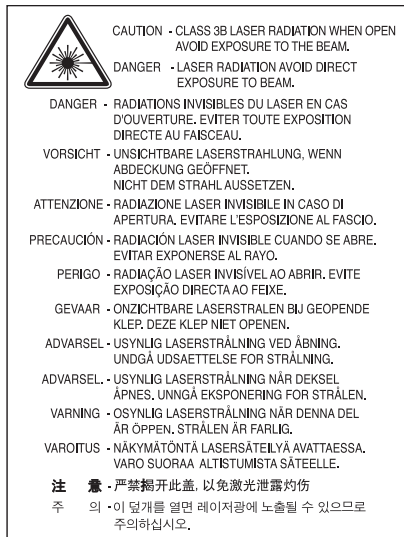 CAUTION - CLASS 3B LASER RADIATION WHEN OPEN
AVOID EXPOSURE TO THE BEAM.
DANGER - LASER RADIATION AVOID DIRECT
EXPOSURE TO BEAM.
DANGER - RADIATIONS INVISIBLES DU LASER EN CAS
D'OUVERTURE. EVITER TOUTE EXPOSITION
DIRECTE AU FAISCEAU.
VORSICHT - UNSICHTBARE LASERSTRAHLUNG, WENN
ABDECKUNG GEÖFFNET.
NICHT DEM STRAHL AUSSETZEN.
ATTENZIONE - RADIAZIONE LASER INVISIBILE IN CASO DI
APERTURA. EVITARE L'ESPOSIZIONE AL FASCIO.
PRECAUCIÓN - RADIACIÓN LASER INVISIBLE CUANDO SE ABRE.
EVITAR EXPONERSE AL RAYO.
PERIGO - RADIAÇÃO LASER INVISÍVEL AO ABRIR. EVITE
EXPOSIÇÃO DIRECTA AO FEIXE.
GEVAAR - ONZICHTBARE LASERSTRALEN BIJ GEOPENDE
KLEP. DEZE KLEP NIET OPENEN.
ADVARSEL - USYNLIG LASERSTRÅLNING VED ÅBNING.
UNDGÅ UDSAETTELSE FOR STRÅLNING.
ADVARSEL. - USYNLIG LASERSTRÅLNING NÅR DEKSEL
ÅPNES. UNNGÅ EKSPONERING FOR STRÅLEN.
VARNING - OSYNLIG LASERSTRÅLNING NÄR DENNA DEL
ÄR ÖPPEN. STRÅLEN ÄR FARLIG.
VAROITUS - NÄKYMÄTÖNTÄ LASERSÄTEILYÄ AVATTAESSA.
VARO SUORAA ALTISTUMISTA SÄTEELLE.
注 意 - 严禁揭开此盖, 以免激光泄露灼伤
주 의 - 이 덮개를 열면 레이저광에 노출될 수 있으므로
주의하십시오.